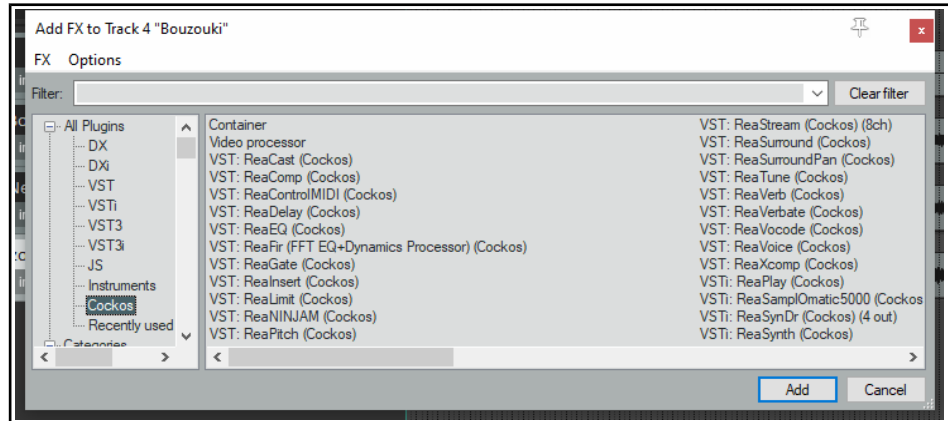 Add FX to Track 4 "Bouzouki"
FX Options
Filter:
Clear filter
All Plugins
DX
DXi
VST
VSTi
VST3
VST3i
JS
Instruments
Cockos
Recently used
Categories
Container
Video processor
VST: ReaCast (Cockos)
VST: ReaComp (Cockos)
VST: ReaControlMIDI (Cockos)
VST: ReaDelay (Cockos)
VST: ReaEQ (Cockos)
VST: ReaFir (FFT EQ+Dynamics Processor) (Cockos)
VST: ReaGate (Cockos)
VST: ReaInsert (Cockos)
VST: ReaLimit (Cockos)
VST: ReaNINJAM (Cockos)
VST: ReaPitch (Cockos)
VST: ReaStream (Cockos) (8ch)
VST: ReaSurround (Cockos)
VST: ReaSurroundPan (Cockos)
VST: ReaTune (Cockos)
VST: ReaVerb (Cockos)
VST: ReaVerbate (Cockos)
VST: ReaVocode (Cockos)
VST: ReaVoice (Cockos)
VST: ReaXcomp (Cockos)
VSTi: ReaPlay (Cockos)
VSTi: ReaSamplOmatic5000 (Cockos
VSTi: ReaSynDr (Cockos) (4 out)
VSTi: ReaSynth (Cockos)
Add Cancel